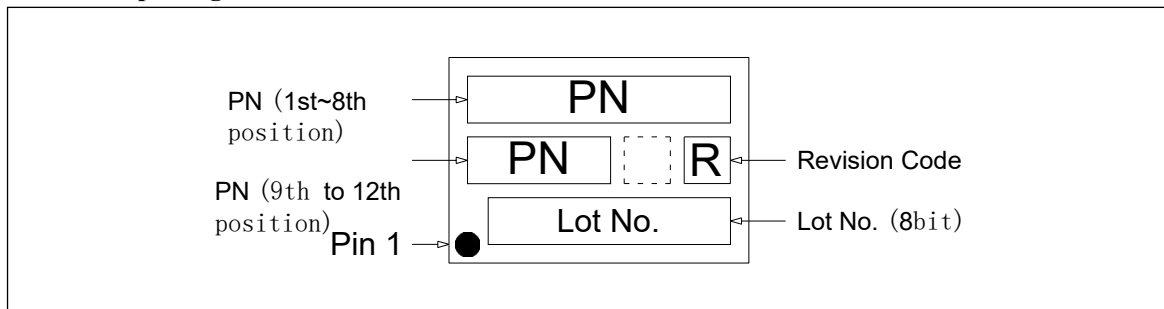 PN (1st~8th
position)
PN
PN
R
Revision Code
PN (9th to 12th
position)
Lot No.
Lot No. (8bit)
Pin 1